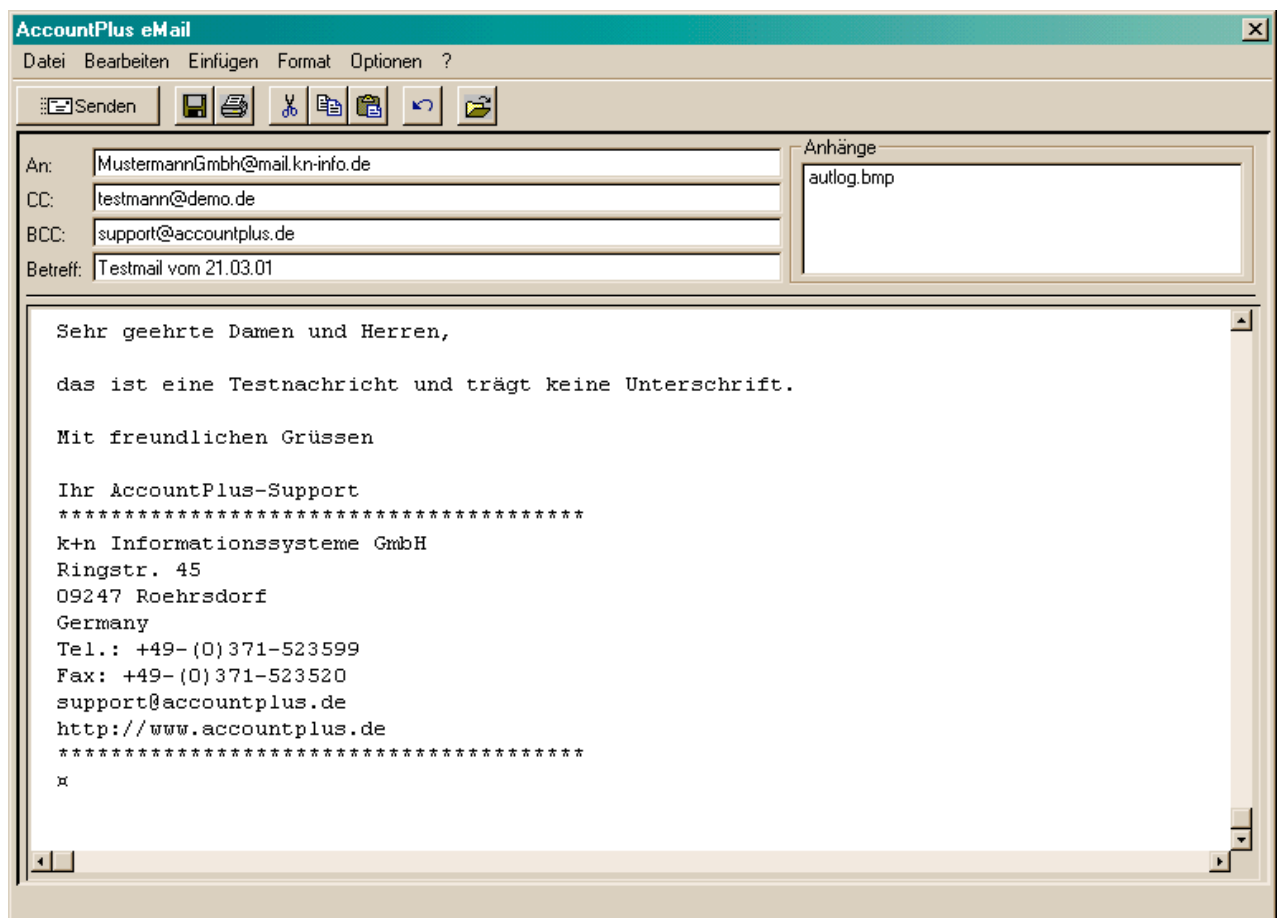 AccountPlus eMail
Datei Bearbeiten Einfügen Format Optionen ?
Senden
An: MustermannGmbh@mail.kn-info.de
CC: testmann@demo.de
BCC: support@accountplus.de
Betreff: Testmail vom 21.03.01
Anhänge
autlog.bmp
Sehr geehrte Damen und Herren,
das ist eine Testnachricht und trägt keine Unterschrift.
Mit freundlichen Grüssen
Ihr AccountPlus-Support
****************************************
k+n Informationssysteme GmbH
Ringstr. 45
09247 Roehrsdorf
Germany
Tel.: +49-(0)371-523599
Fax: +49-(0)371-523520
support@accountplus.de
http://www.accountplus.de
****************************************
¤